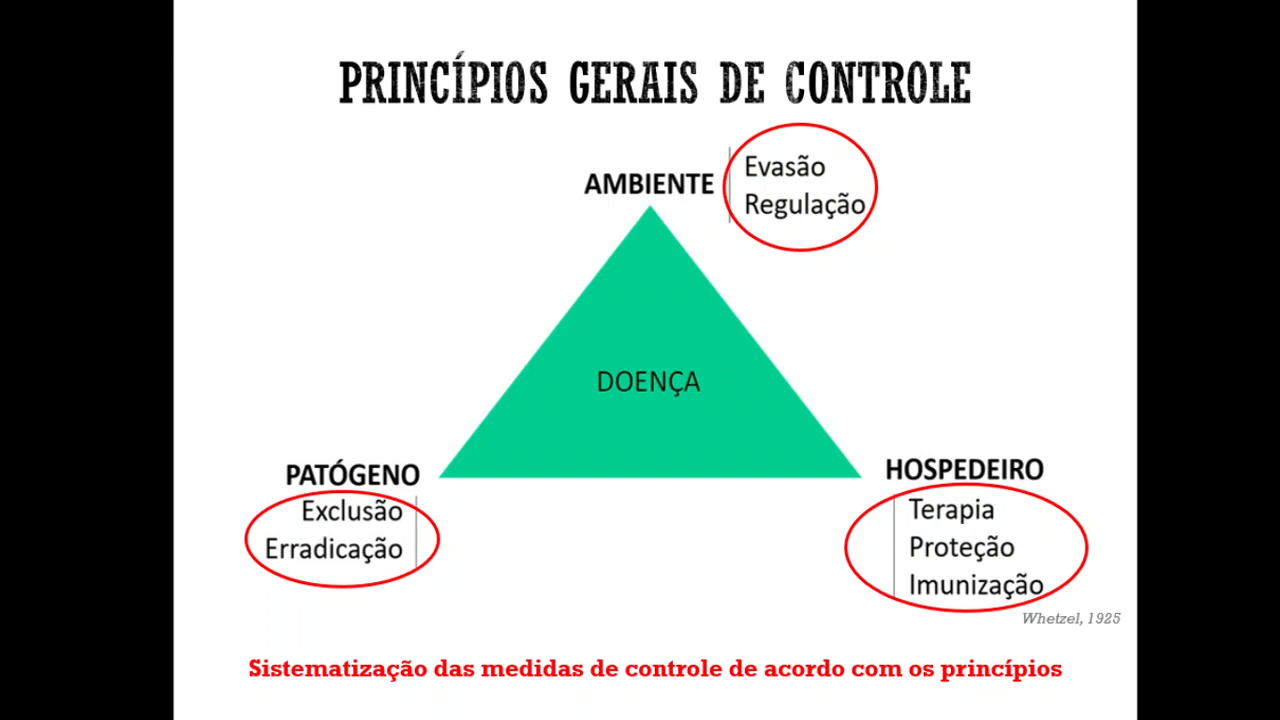 PRINCÍPIOS GERAIS DE CONTROLE
AMBIENTE
Evasão
Regulação
DOENÇA
PATÓGENO
Exclusão
Erradicação
HOSPEDEIRO
Terapia
Proteção
Imunização
Whetzel, 1925
Sistematização das medidas de controle de acordo com os princípios